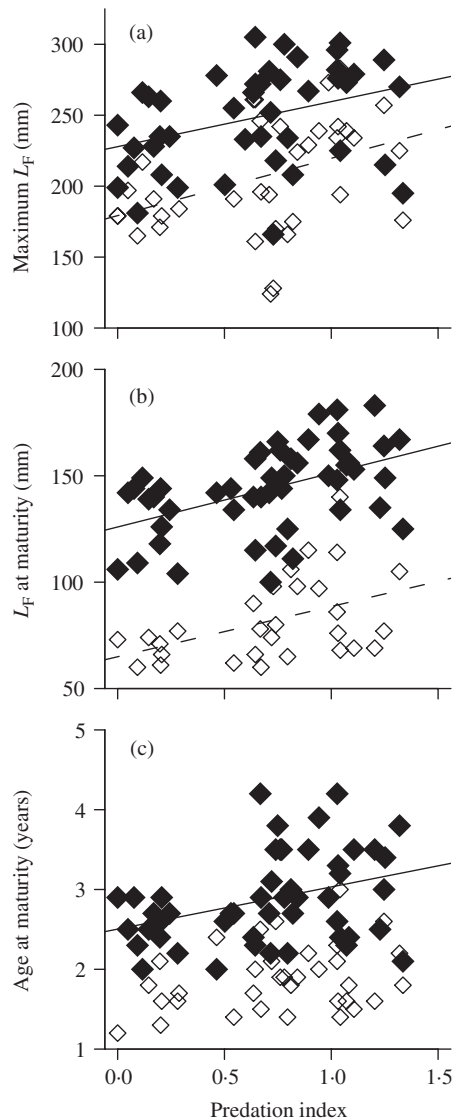 (a)
300
250
200
150
100
Maximum L_F (mm)
(b)
200
150
100
50
L_F at maturity (mm)
(c)
5
4
3
2
1
Age at maturity (years)
0·0 0·5 1·0 1·5
Predation index